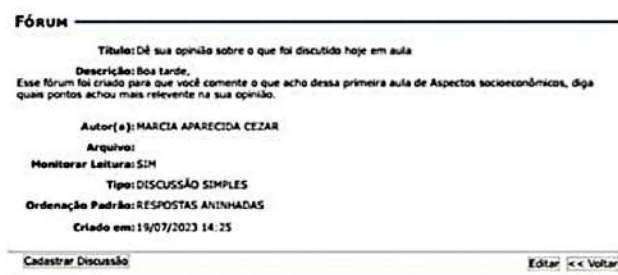 FÓRUM
Título: Dê sua opinião sobre o que foi discutido hoje em aula
Descrição: Boa tarde,
Esse fórum foi criado para que você comente o que acho dessa primeira aula de Aspectos socioeconômicos, diga
quais pontos achou mais relevente na sua opinião.
Autor(a): MARCIA APARECIDA CEZAR
Arquivo:
Monitorar Leitura: SIM
Tipo: DISCUSSÃO SIMPLES
Ordenação Padrão: RESPOSTAS ANINHADAS
Criado em: 19/07/2023 14:25
Cadastrar Discussão Editar << Voltar